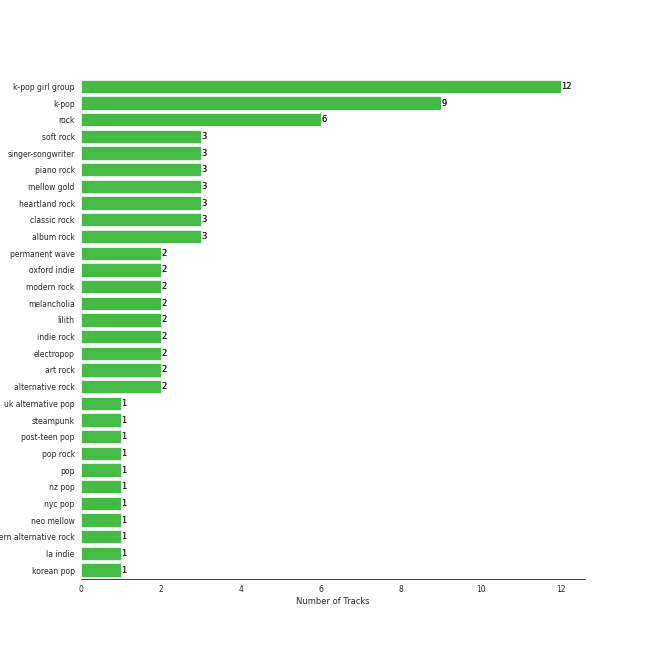 k-pop girl group 12
k-pop 9
rock 6
soft rock 3
singer-songwriter 3
piano rock 3
mellow gold 3
heartland rock 3
classic rock 3
album rock 3
permanent wave 2
oxford indie 2
modern rock 2
melancholia 2
lilith 2
indie rock 2
electropop 2
art rock 2
alternative rock 2
uk alternative pop 1
steampunk 1
post-teen pop 1
pop rock 1
pop 1
nz pop 1
nyc pop 1
neo mellow 1
ern alternative rock 1
la indie 1
korean pop 1
0 2 4 6 8 10 12
Number of Tracks